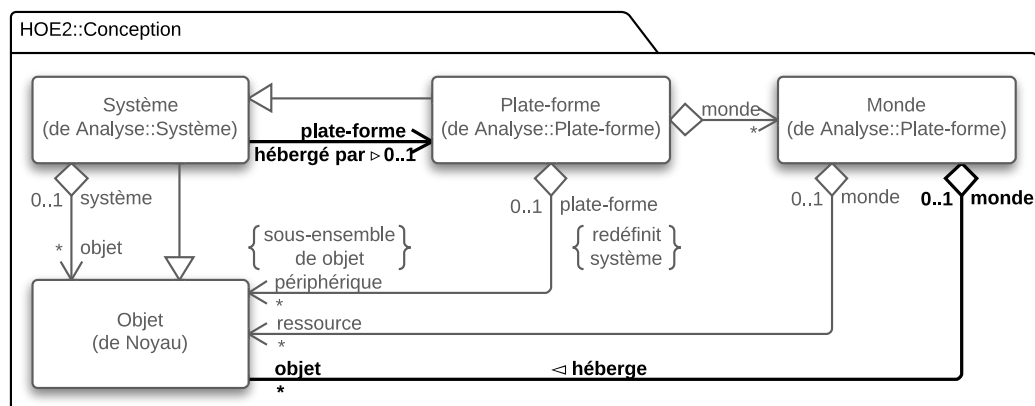 HOE2::Conception
Système
(de Analyse::Système)
Plate-forme
(de Analyse::Plate-forme)
Monde
(de Analyse::Plate-forme)
monde
*
plate-forme
hébergé par ▹ 0..1
0..1
système
0..1
plate-forme
0..1
monde
0..1
monde
*
objet
{ sous-ensemble
de objet }
{ redéfinit
système }
périphérique
*
Objet
(de Noyau)
ressource
*
objet
◃ héberge
*